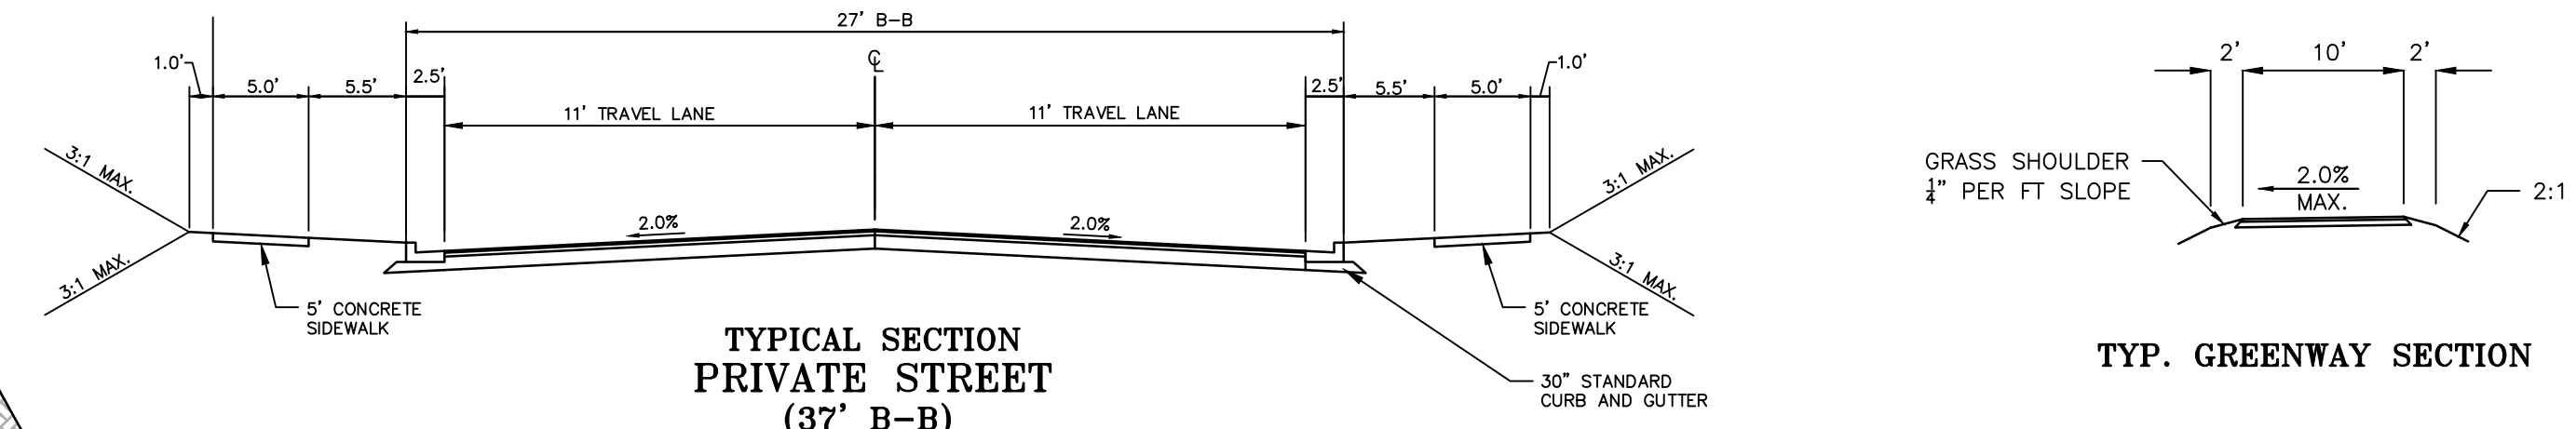 27' B-B
℄
1.0'
5.0'
5.5'
2.5'
11' TRAVEL LANE
11' TRAVEL LANE
2.5'
5.5'
5.0'
1.0'
3:1 MAX.
3:1 MAX.
2.0%
2.0%
3:1 MAX.
3:1 MAX.
5' CONCRETE
SIDEWALK
5' CONCRETE
SIDEWALK
30" STANDARD
CURB AND GUTTER
TYPICAL SECTION
PRIVATE STREET
(37' B-B)
2'
10'
2'
GRASS SHOULDER
¼" PER FT SLOPE
2.0%
MAX.
2:1
TYP. GREENWAY SECTION